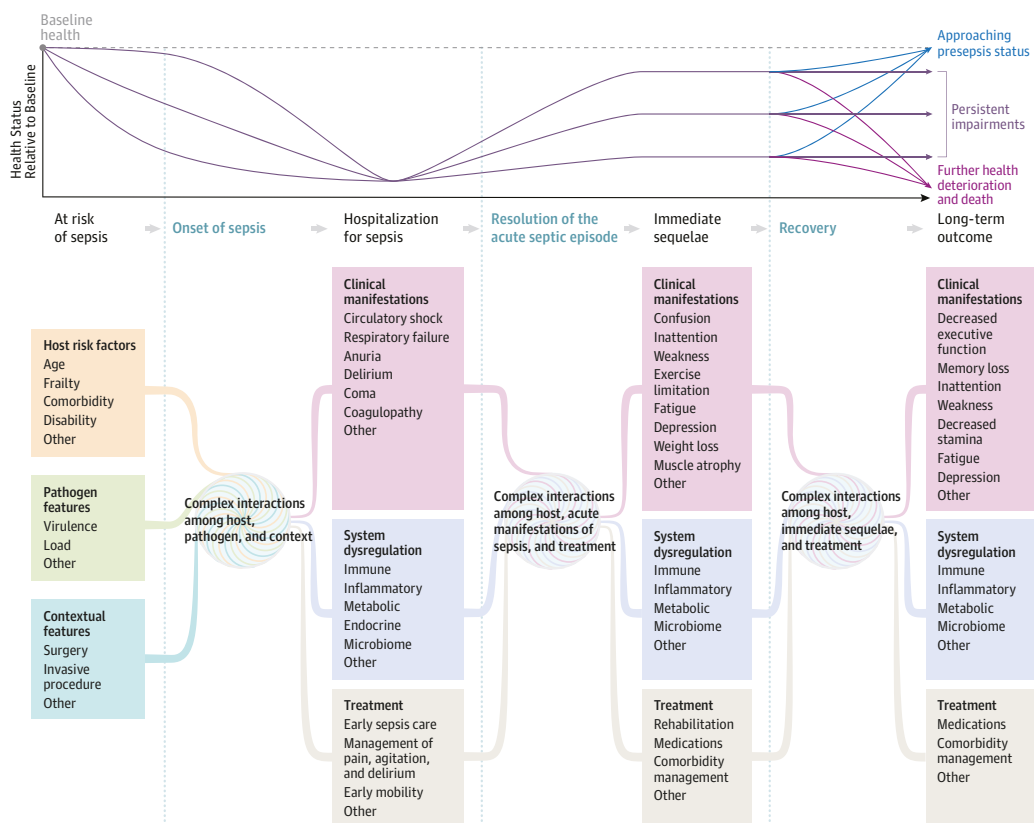 Baseline
health
Health Status
Relative to Baseline
Approaching
presepsis status
Persistent
impairments
Further health
deterioration
and death
At risk
of sepsis
Onset of sepsis
Hospitalization
for sepsis
Resolution of the
acute septic episode
Immediate
sequelae
Recovery
Long-term
outcome
Host risk factors
Age
Frailty
Comorbidity
Disability
Other
Pathogen
features
Virulence
Load
Other
Contextual
features
Surgery
Invasive
procedure
Other
Complex interactions
among host,
pathogen, and context
Clinical
manifestations
Circulatory shock
Respiratory failure
Anuria
Delirium
Coma
Coagulopathy
Other
System
dysregulation
Immune
Inflammatory
Metabolic
Endocrine
Microbiome
Other
Treatment
Early sepsis care
Management of
pain, agitation,
and delirium
Early mobility
Other
Complex interactions
among host, acute
manifestations of
sepsis, and treatment
Clinical
manifestations
Confusion
Inattention
Weakness
Exercise
limitation
Fatigue
Depression
Weight loss
Muscle atrophy
Other
System
dysregulation
Immune
Inflammatory
Metabolic
Microbiome
Other
Treatment
Rehabilitation
Medications
Comorbidity
management
Other
Complex interactions
among host,
immediate sequelae,
and treatment
Clinical
manifestations
Decreased
executive
function
Memory loss
Inattention
Weakness
Decreased
stamina
Fatigue
Depression
Other
System
dysregulation
Immune
Inflammatory
Metabolic
Microbiome
Other
Treatment
Medications
Comorbidity
management
Other